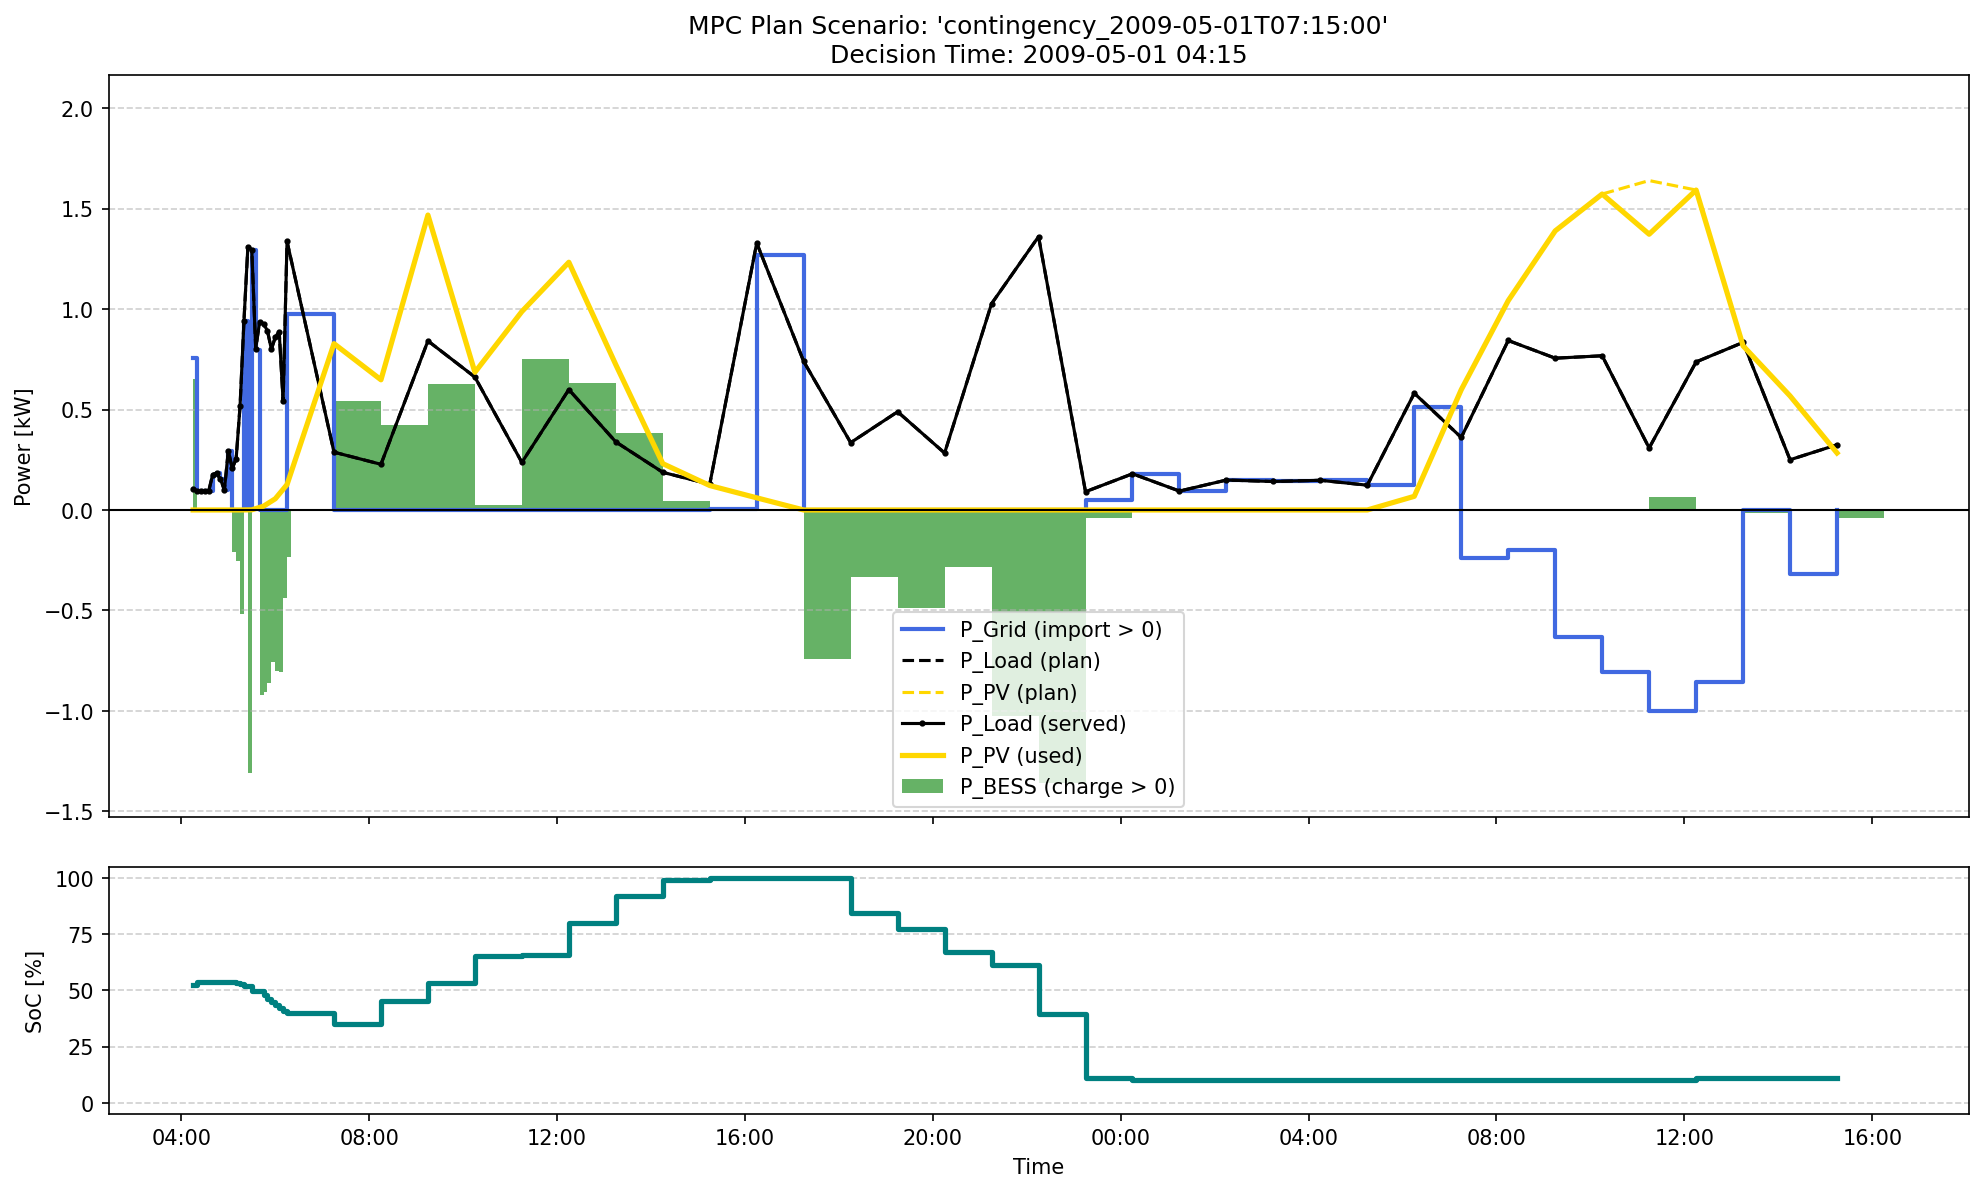 MPC Plan Scenario: 'contingency_2009-05-01T07:15:00'
Decision Time: 2009-05-01 04:15
Power [kW]
2.0
1.5
1.0
0.5
0.0
−0.5
−1.0
−1.5
P_Grid (import > 0)
P_Load (plan)
P_PV (plan)
P_Load (served)
P_PV (used)
P_BESS (charge > 0)
SoC [%]
100
75
50
25
0
04:00 08:00 12:00 16:00 20:00 00:00 04:00 08:00 12:00 16:00
Time